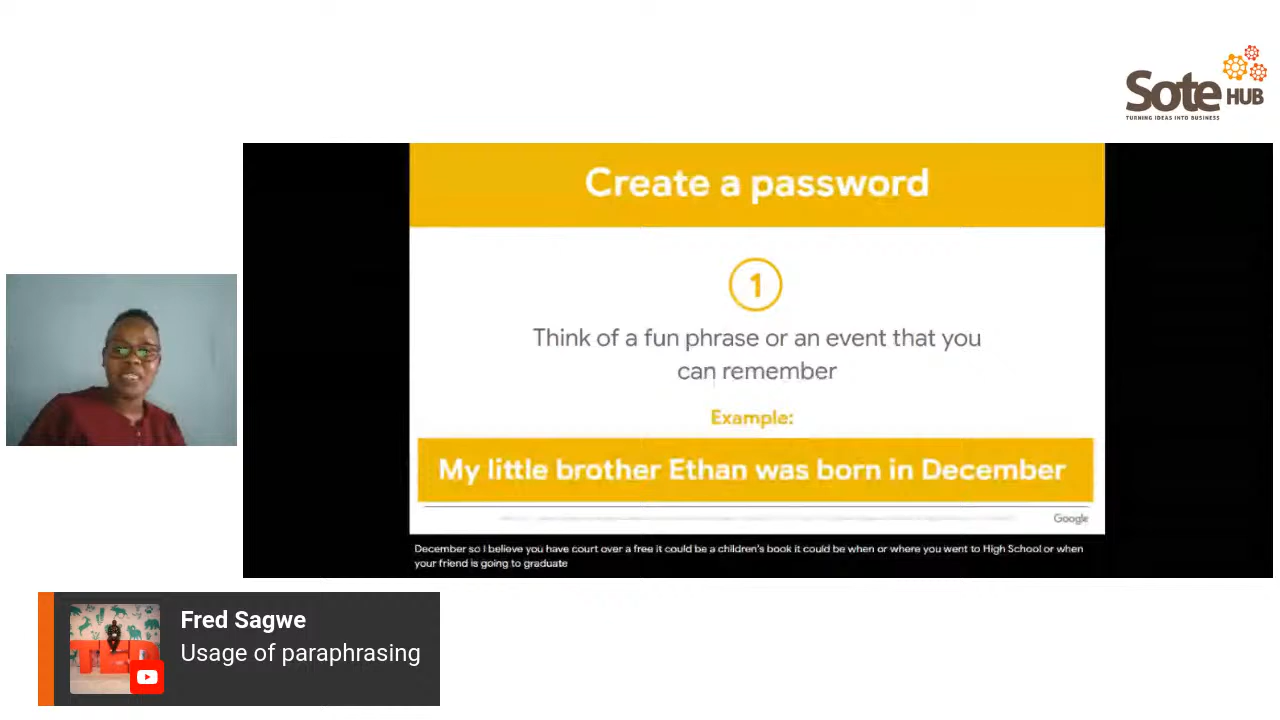 Sote HUB
TURNING IDEAS INTO BUSINESS
Create a password
1
Think of a fun phrase or an event that you
can remember
Example:
My little brother Ethan was born in December
Google
December so I believe you have court over a free it could be a children's book it could be when or where you went to High School or when
your friend is going to graduate
TED
Fred Sagwe
Usage of paraphrasing